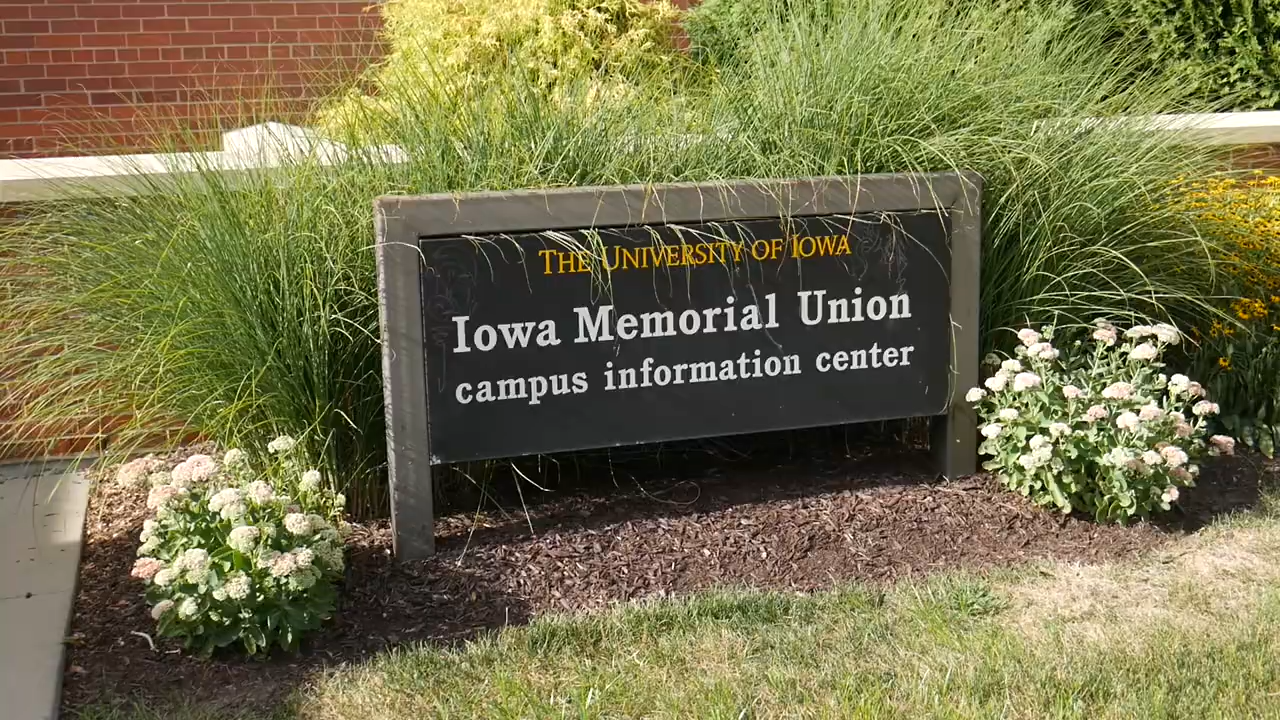 The University of Iowa
Iowa Memorial Union
campus information center